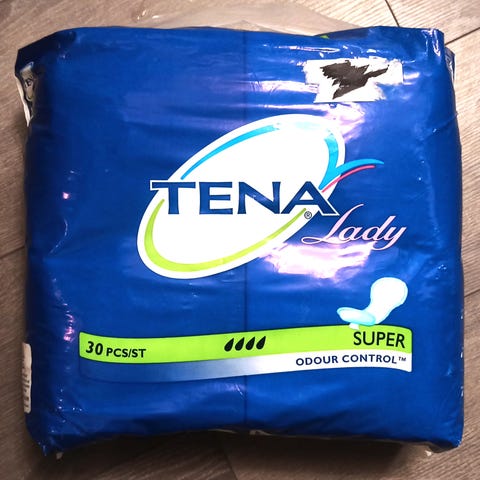 TENA®
Lady
30 PCS/ST
SUPER
ODOUR CONTROL™